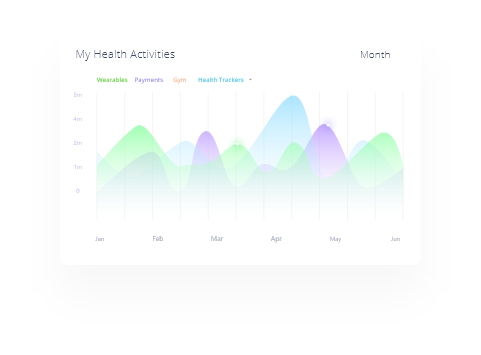 My Health Activities Month
Wearables Payments Gym Health Trackers
5m
4m
2m
1m
0
Jan Feb Mar Apr May Jun